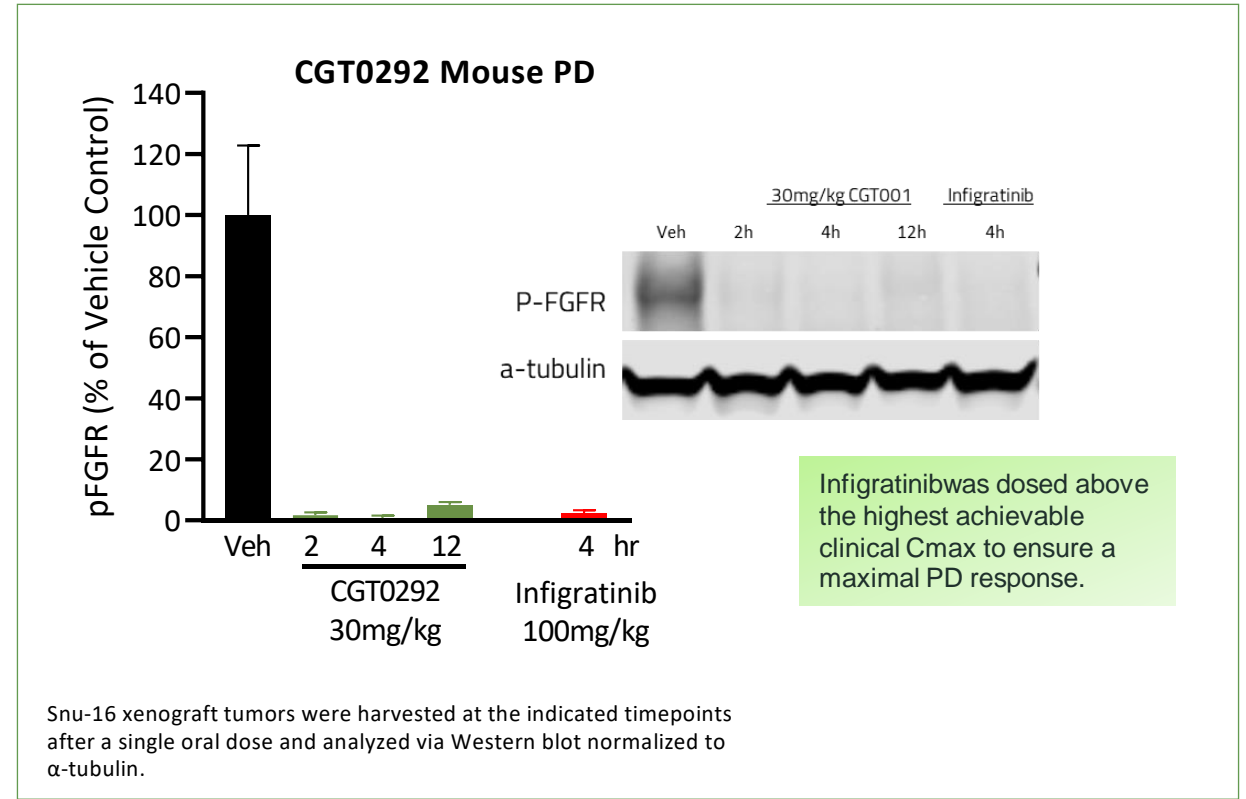 CGT0292 Mouse PD
pFGFR (% of Vehicle Control)
140
120
100
80
60
40
20
0
Veh 2 4 12 4 hr
CGT0292
30mg/kg
Infigratinib
100mg/kg
30mg/kg CGT001 Infigratinib
Veh 2h 4h 12h 4h
P-FGFR
a-tubulin
Infigratinibwas dosed above
the highest achievable
clinical Cmax to ensure a
maximal PD response.
Snu-16 xenograft tumors were harvested at the indicated timepoints
after a single oral dose and analyzed via Western blot normalized to
α-tubulin.